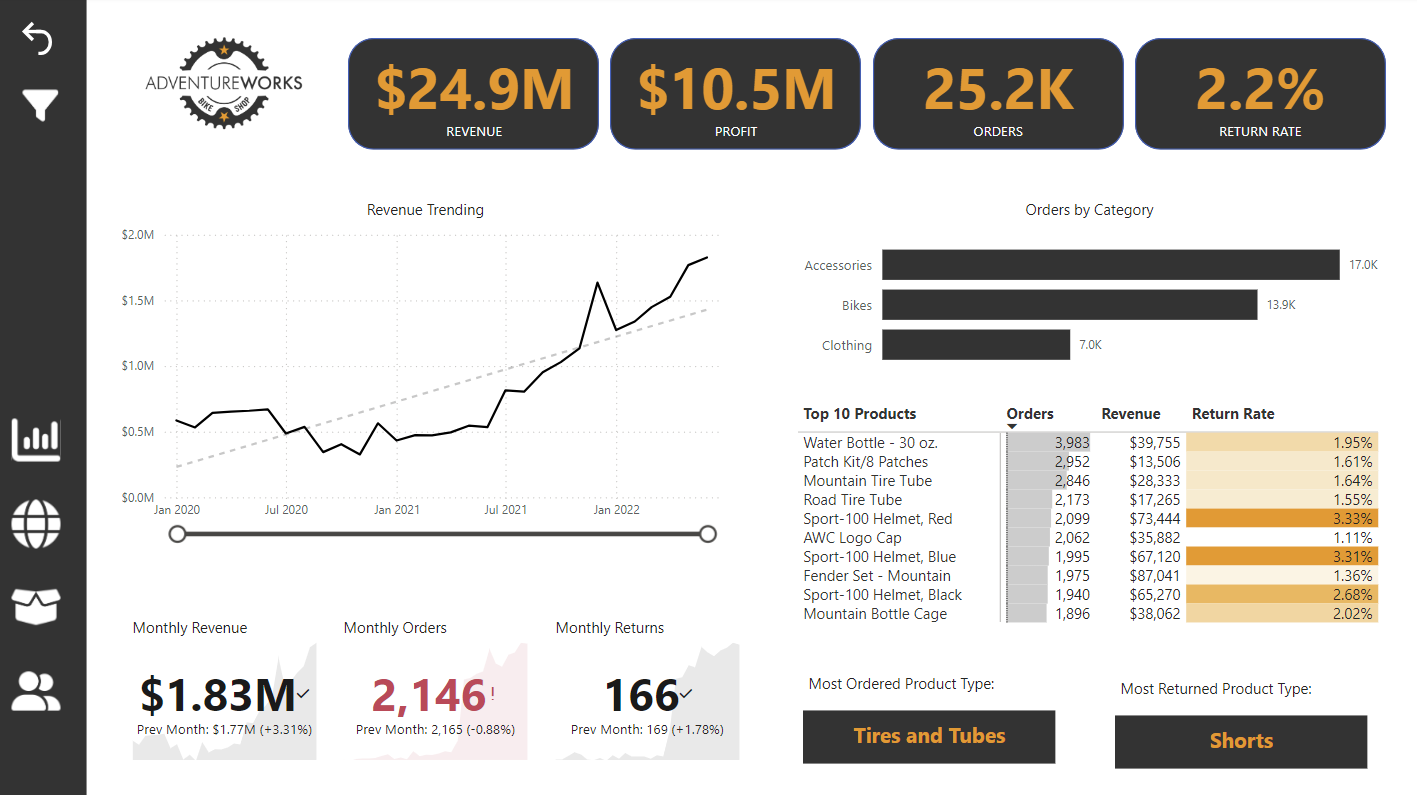 ADVENTUREWORKS
BIKE SHOP
$24.9M
REVENUE
$10.5M
PROFIT
25.2K
ORDERS
2.2%
RETURN RATE
Revenue Trending
$2.0M
$1.5M
$1.0M
$0.5M
$0.0M
Jan 2020 Jul 2020 Jan 2021 Jul 2021 Jan 2022
Orders by Category
Accessories 17.0K
Bikes 13.9K
Clothing 7.0K
Top 10 Products Orders Revenue Return Rate
Water Bottle - 30 oz. 3,983 $39,755 1.95%
Patch Kit/8 Patches 2,952 $13,506 1.61%
Mountain Tire Tube 2,846 $28,333 1.64%
Road Tire Tube 2,173 $17,265 1.55%
Sport-100 Helmet, Red 2,099 $73,444 3.33%
AWC Logo Cap 2,062 $35,882 1.11%
Sport-100 Helmet, Blue 1,995 $67,120 3.31%
Fender Set - Mountain 1,975 $87,041 1.36%
Sport-100 Helmet, Black 1,940 $65,270 2.68%
Mountain Bottle Cage 1,896 $38,062 2.02%
Monthly Revenue
$1.83M
Prev Month: $1.77M (+3.31%)
Monthly Orders
2,146 !
Prev Month: 2,165 (-0.88%)
Monthly Returns
166
Prev Month: 169 (+1.78%)
Most Ordered Product Type:
Tires and Tubes
Most Returned Product Type:
Shorts